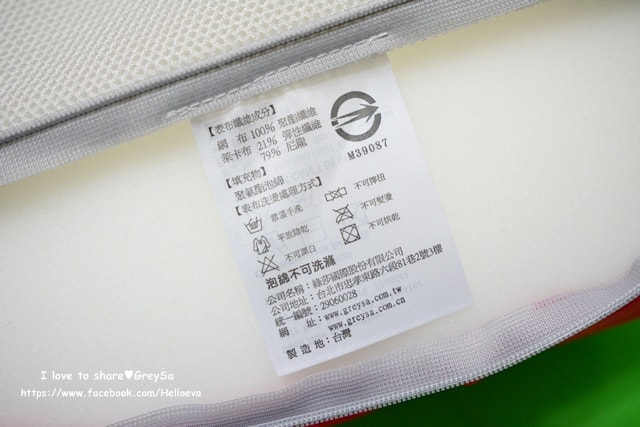 【表布纖維成分】
網 布 100% 聚酯纖維
萊卡布 21% 彈性纖維
79% 尼龍
M39087
【填充物】
聚氨酯泡綿
【表布洗燙處理方式】
常溫手洗
不可擰扭
平放陰乾
不可熨燙
不可漂白
不可烘乾
泡綿不可洗滌
公司名稱：綠莎國際股份有限公司
公司地址：台北市忠孝東路六段81巷2號3樓
統一編號：29060028
網 址：www.greysa.com.tw
www.greysa.com.cn
製造地：台灣
I love to share♥GreySa
https://www.facebook.com/Helloeva